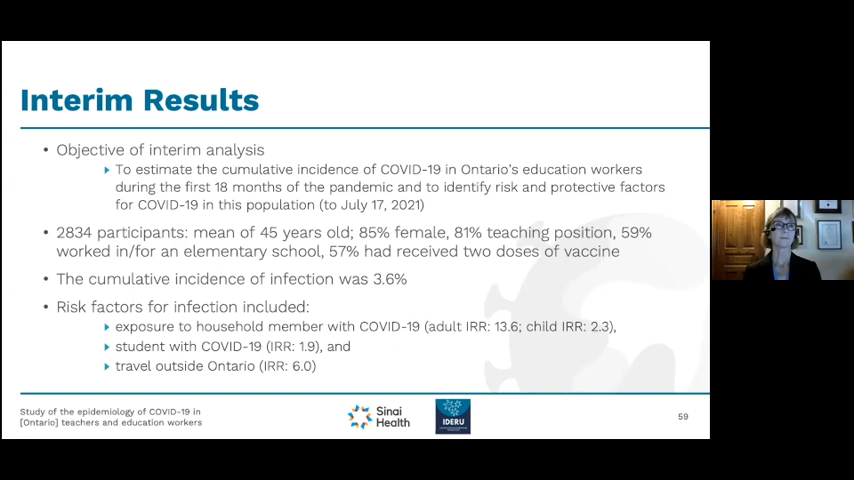 Interim Results
• Objective of interim analysis
To estimate the cumulative incidence of COVID-19 in Ontario's education workers
during the first 18 months of the pandemic and to identify risk and protective factors
for COVID-19 in this population (to July 17, 2021)
• 2834 participants: mean of 45 years old; 85% female, 81% teaching position, 59%
worked in/for an elementary school, 57% had received two doses of vaccine
• The cumulative incidence of infection was 3.6%
• Risk factors for infection included:
exposure to household member with COVID-19 (adult IRR: 13.6; child IRR: 2.3),
student with COVID-19 (IRR: 1.9), and
travel outside Ontario (IRR: 6.0)
Study of the epidemiology of COVID-19 in
[Ontario] teachers and education workers
Sinai
Health
IDERU
59